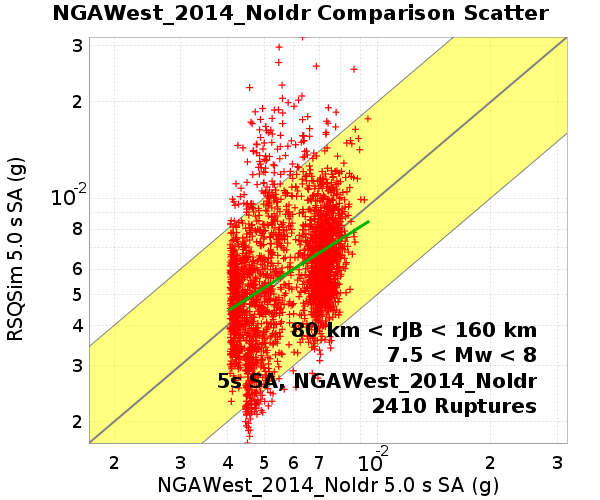 NGAWest_2014_NoIdr Comparison Scatter
RSQSim 5.0 s SA (g)
3
2
10-2
8
6
5
4
3
2
80 km < rJB < 160 km
7.5 < Mw < 8
5s SA, NGAWest_2014_NoIdr
2410 Ruptures
2 3 4 5 6 7 10-2 2 3
NGAWest_2014_NoIdr 5.0 s SA (g)